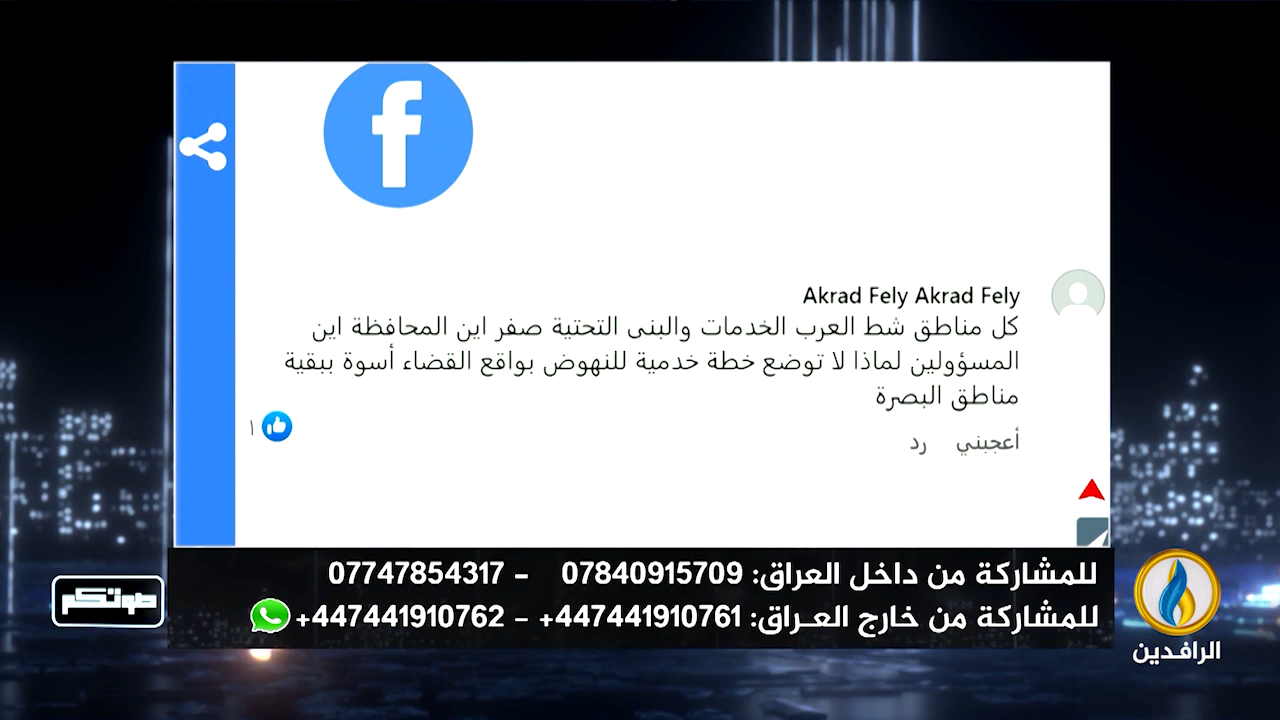 f
Akrad Fely Akrad Fely
كل مناطق شط العرب الخدمات والبنى التحتية صفر اين المحافظة اين
المسؤولين لماذا لا توضع خطة خدمية للنهوض بواقع القضاء أسوة ببقية
مناطق البصرة
١
أعجبني رد
للمشاركة من داخل العراق: 07840915709 - 07747854317
للمشاركة من خارج العـراق: 447441910761+ - 447441910762+
صوتكم
الرافدين